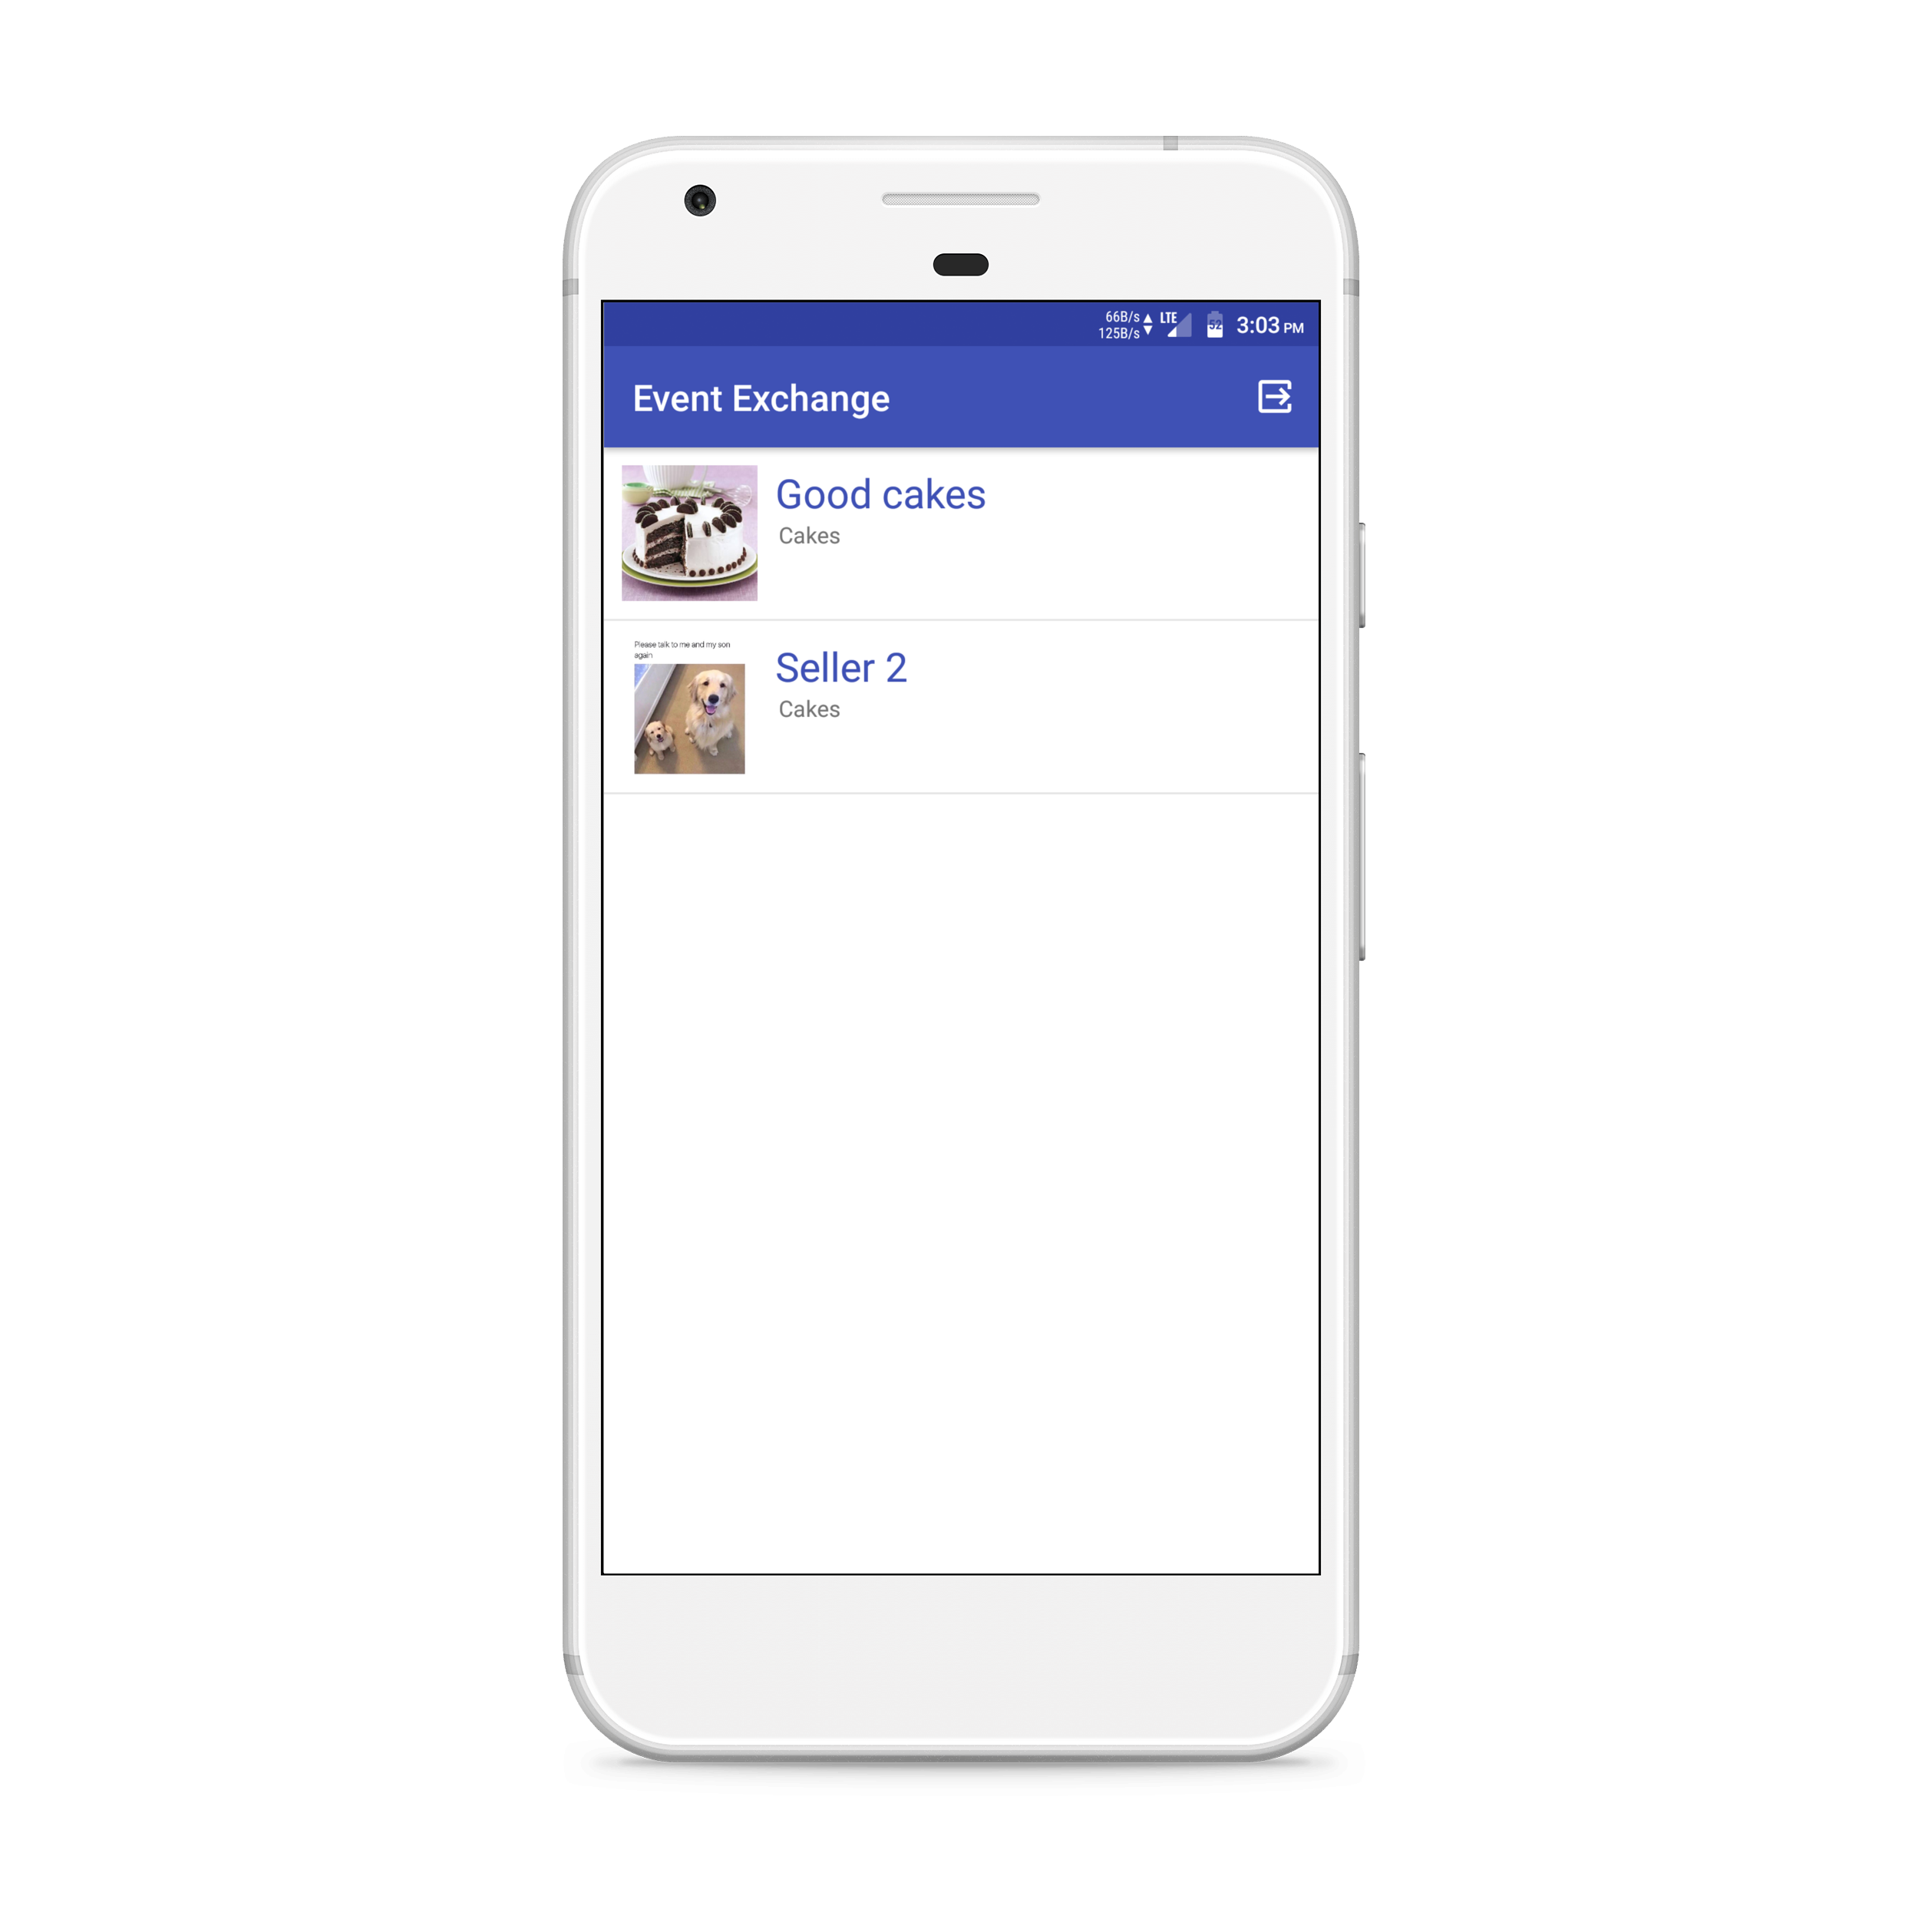 66B/s
125B/s
LTE
52
3:03 PM
Event Exchange
Good cakes
Cakes
Please talk to me and my son
again
Seller 2
Cakes